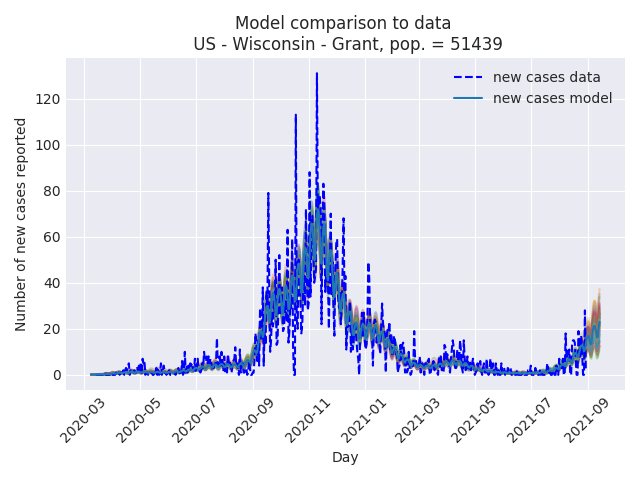 Model comparison to data
US - Wisconsin - Grant, pop. = 51439
new cases data
new cases model
Number of new cases reported
120
100
80
60
40
20
0
2020-03
2020-05
2020-07
2020-09
2020-11
2021-01
2021-03
2021-05
2021-07
2021-09
Day